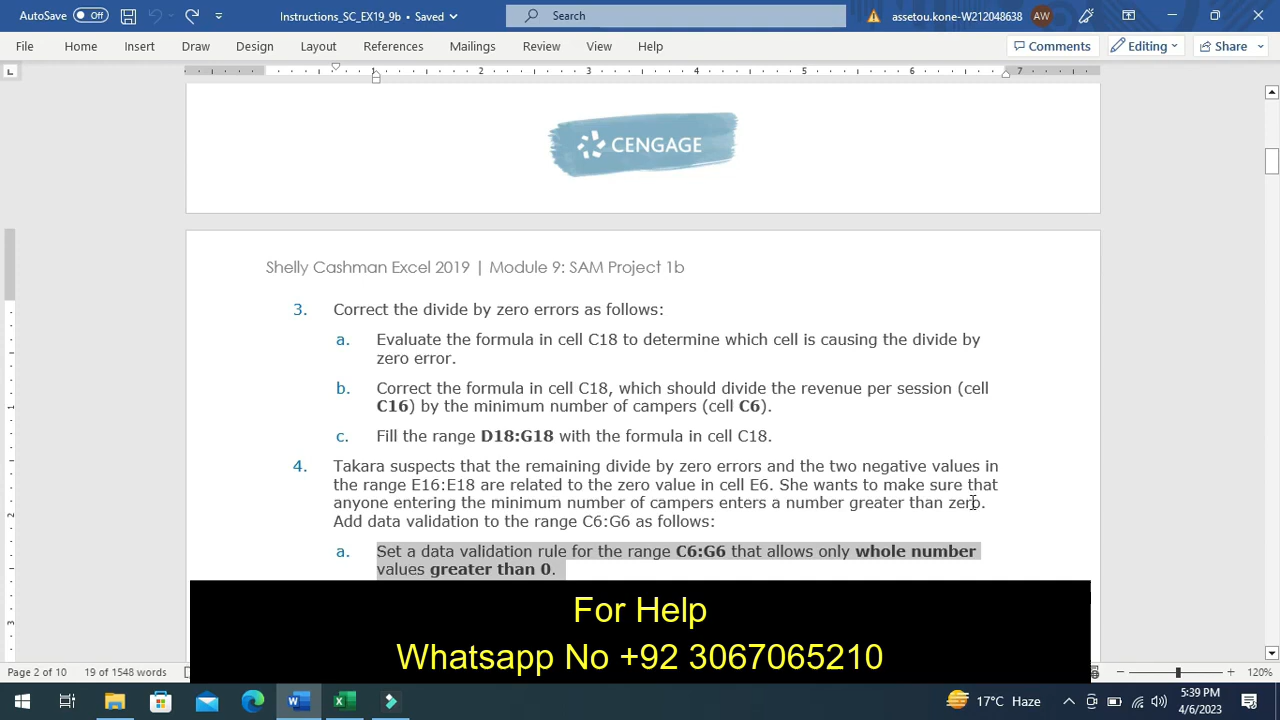 AutoSave Off Instructions_SC_EX19_9b • Saved Search assetou.kone-W212048638 AW
File Home Insert Draw Design Layout References Mailings Review View Help Comments Editing Share
1 2 3 4 5 6 7
CENGAGE
Shelly Cashman Excel 2019 | Module 9: SAM Project 1b
3. Correct the divide by zero errors as follows:
a. Evaluate the formula in cell C18 to determine which cell is causing the divide by
zero error.
b. Correct the formula in cell C18, which should divide the revenue per session (cell
C16) by the minimum number of campers (cell C6).
c. Fill the range D18:G18 with the formula in cell C18.
4. Takara suspects that the remaining divide by zero errors and the two negative values in
the range E16:E18 are related to the zero value in cell E6. She wants to make sure that
anyone entering the minimum number of campers enters a number greater than zero.
Add data validation to the range C6:G6 as follows:
a. Set a data validation rule for the range C6:G6 that allows only whole number
values greater than 0.
1
2
3
For Help
Whatsapp No +92 3067065210
Page 2 of 10 19 of 1548 words 120%
17°C Haze 5:39 PM
4/6/2023